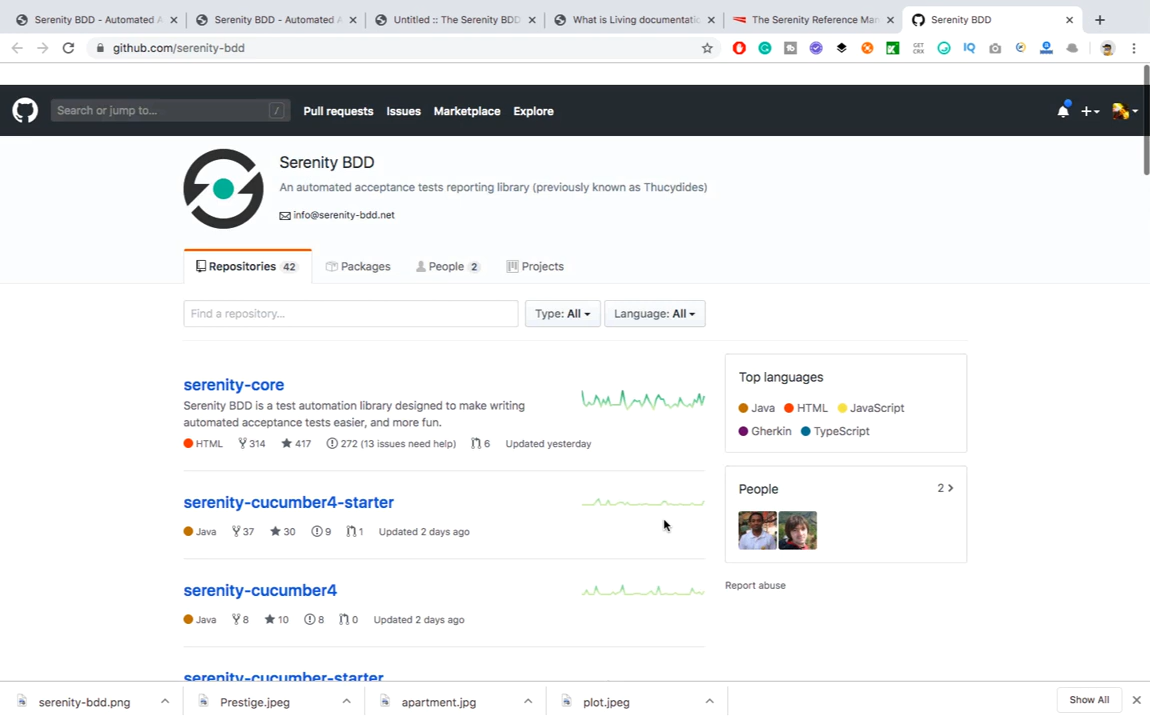 Serenity BDD - Automated A
Serenity BDD - Automated A
Untitled :: The Serenity BDD
What is Living documentatio
The Serenity Reference Man
Serenity BDD
github.com/serenity-bdd
GET CRX
IQ
Search or jump to...
/
Pull requests
Issues
Marketplace
Explore
Serenity BDD
An automated acceptance tests reporting library (previously known as Thucydides)
info@serenity-bdd.net
Repositories 42
Packages
People 2
Projects
Find a repository...
Type: All
Language: All
serenity-core
Serenity BDD is a test automation library designed to make writing
automated acceptance tests easier, and more fun.
HTML 314 417 272 (13 issues need help) 6 Updated yesterday
Top languages
Java HTML JavaScript
Gherkin TypeScript
serenity-cucumber4-starter
Java 37 30 9 1 Updated 2 days ago
People
2
Report abuse
serenity-cucumber4
Java 8 10 8 0 Updated 2 days ago
serenity-cucumber-starter
serenity-bdd.png
Prestige.jpeg
apartment.jpg
plot.jpeg
Show All